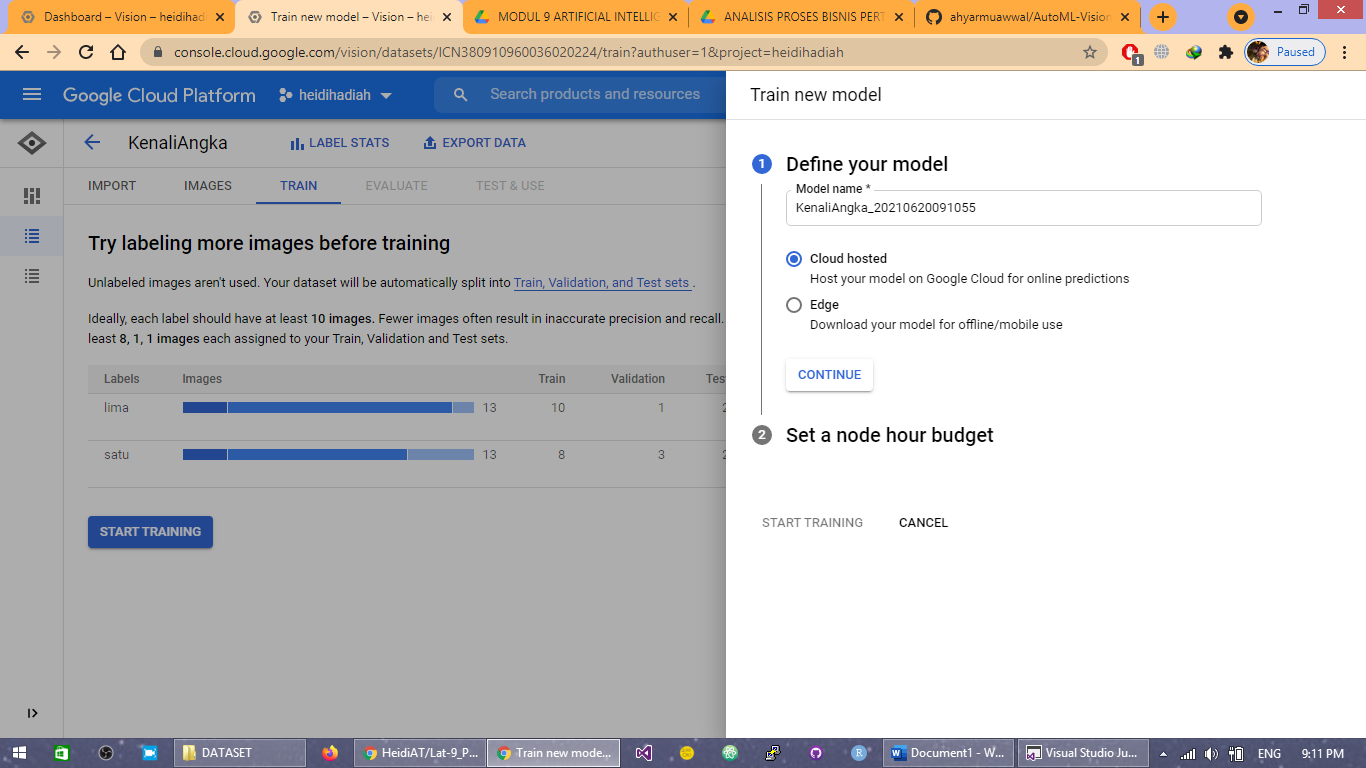 Dashboard – Vision – heidihad
Train new model – Vision – hei
MODUL 9 ARTIFICIAL INTELLIG
ANALISIS PROSES BISNIS PERT
ahyarmuawwal/AutoML-Vision
console.cloud.google.com/vision/datasets/ICN380910960036020224/train?authuser=1&project=heidihadiah
1
Paused
Google Cloud Platform
heidihadiah
Search products and resources
KenaliAngka
LABEL STATS
EXPORT DATA
IMPORT
IMAGES
TRAIN
EVALUATE
TEST & USE
Try labeling more images before training
Unlabeled images aren't used. Your dataset will be automatically split into Train, Validation, and Test sets .
Ideally, each label should have at least 10 images. Fewer images often result in inaccurate precision and recall.
least 8, 1, 1 images each assigned to your Train, Validation and Test sets.
Labels Images Train Validation Tes
lima 13 10 1 2
satu 13 8 3 2
START TRAINING
Train new model
1 Define your model
Model name *
KenaliAngka_20210620091055
Cloud hosted
Host your model on Google Cloud for online predictions
Edge
Download your model for offline/mobile use
CONTINUE
2 Set a node hour budget
START TRAINING CANCEL
DATASET
HeidiAT/Lat-9_P...
Train new mode...
R
Document1 - W...
Visual Studio Ju...
ENG
9:11 PM